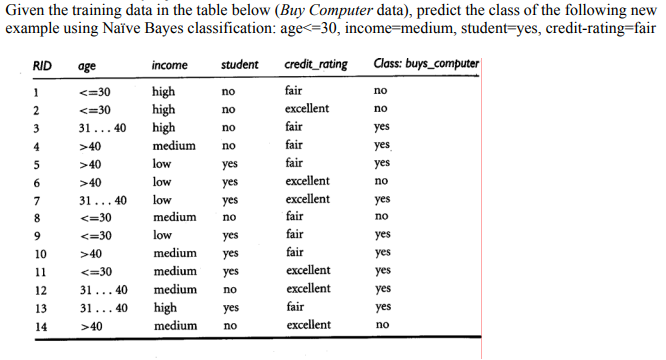 Given the training data in the table below (Buy Computer data), predict the class of the following new
example using Naïve Bayes classification: age<=30, income=medium, student=yes, credit-rating=fair
RID age income student credit_rating Class: buys_computer
1 <=30 high no fair no
2 <=30 high no excellent no
3 31 . . . 40 high no fair yes
4 >40 medium no fair yes
5 >40 low yes fair yes
6 >40 low yes excellent no
7 31 . . . 40 low yes excellent yes
8 <=30 medium no fair no
9 <=30 low yes fair yes
10 >40 medium yes fair yes
11 <=30 medium yes excellent yes
12 31 . . . 40 medium no excellent yes
13 31 . . . 40 high yes fair yes
14 >40 medium no excellent no